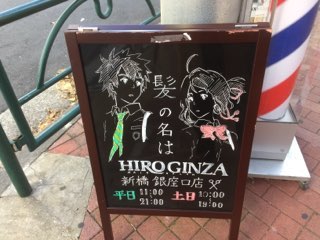 髪の名は
HIRO GINZA
新橋 銀座口店
平日 11:00 21:00
土日 10:00 19:00